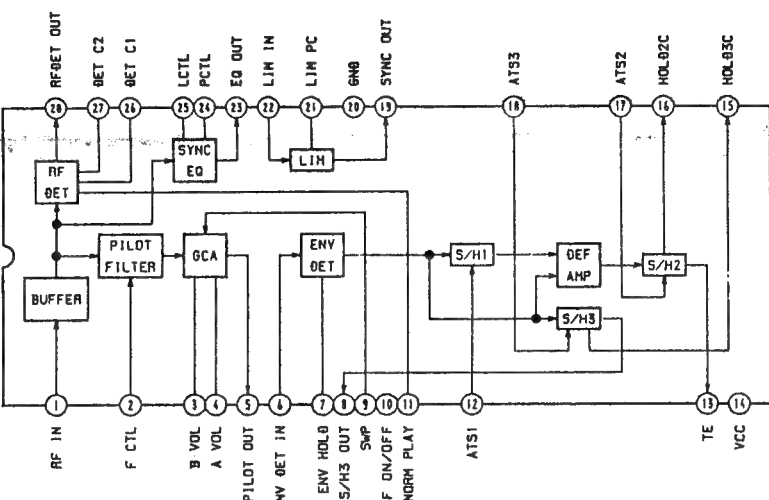 RFDET OUT
DET C2
DET C1
LCTL
PCTL
EQ OUT
LIM IN
LIM PC
GND
SYNC OUT
ATS3
ATS2
HOLD2C
HOLD3C
28
27
26
25
24
23
22
21
20
19
18
17
16
15
SYNC
EQ
LIM
RF
DET
PILOT
FILTER
GCA
ENV
DET
S/H1
DEF
AMP
S/H2
BUFFER
S/H3
1
2
3
4
5
6
7
8
9
10
11
12
13
14
RF IN
F CTL
B VOL
A VOL
PILOT OUT
NV DET IN
ENV HOLD
S/H3 OUT
SWP
F ON/OFF
NORM PLAY
ATS1
TE
VCC